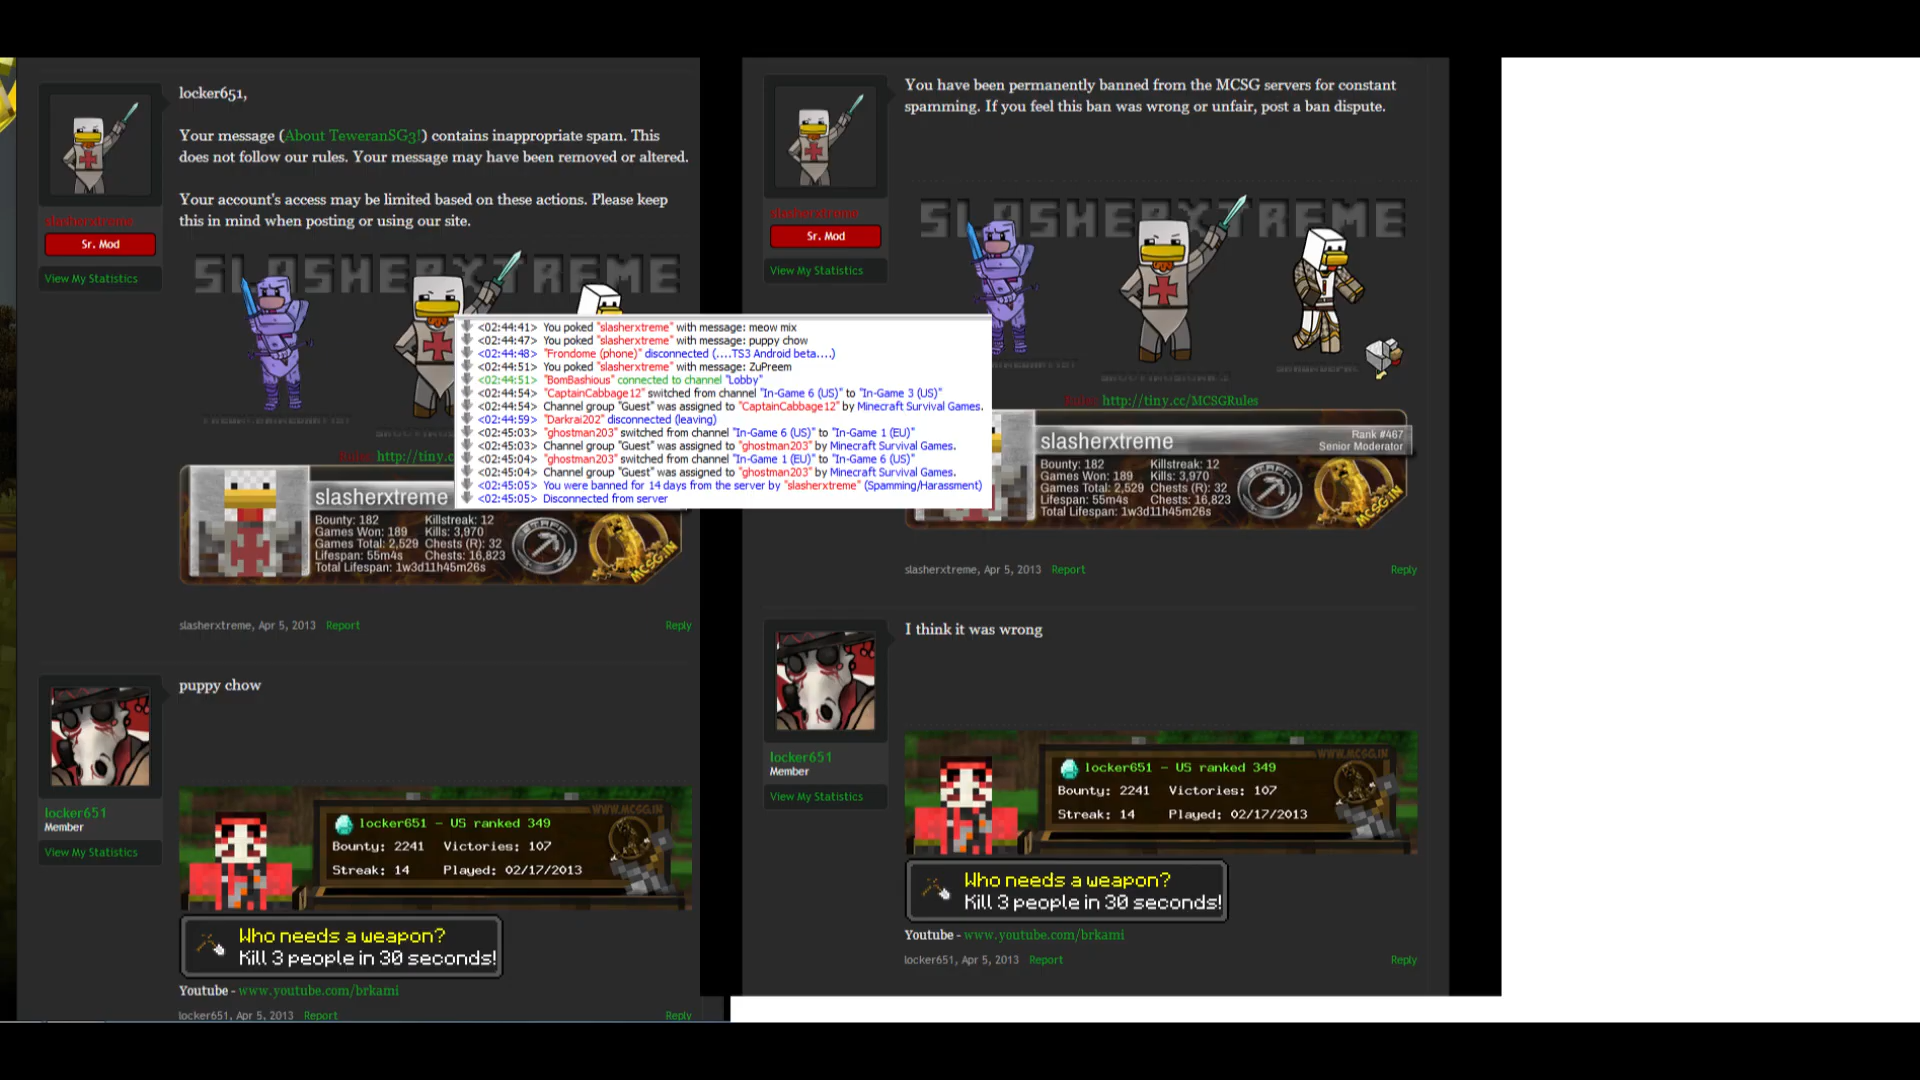 locker651,
Your message (About TeweranSG3!) contains inappropriate spam. This
does not follow our rules. Your message may have been removed or altered.
Your account's access may be limited based on these actions. Please keep
this in mind when posting or using our site.
slasherxtreme
Sr. Mod
View My Statistics
SLASHERXTREME
http://tiny.c
slasherxtreme
Bounty: 182 Killstreak: 12
Games Won: 189 Kills: 3,970
Games Total: 2,529 Chests (R): 32
Lifespan: 55m4s Chests: 16,823
Total Lifespan: 1w3d11h45m26s
STAFF
MCSG.IN
slasherxtreme, Apr 5, 2013 Report Reply
puppy chow
locker651
Member
View My Statistics
WWW.MCSG.IN
locker651 - US ranked 349
Bounty: 2241 Victories: 107
Streak: 14 Played: 02/17/2013
Who needs a weapon?
Kill 3 people in 30 seconds!
Youtube - www.youtube.com/brkami
locker651, Apr 5, 2013 Report Reply
<02:44:41> You poked "slasherxtreme" with message: meow mix
<02:44:47> You poked "slasherxtreme" with message: puppy chow
<02:44:48> "Frondome (phone)" disconnected (....TS3 Android beta....)
<02:44:51> You poked "slasherxtreme" with message: ZuPreem
<02:44:51> "BomBashious" connected to channel "Lobby"
<02:44:54> "CaptainCabbage12" switched from channel "In-Game 6 (US)" to "In-Game 3 (US)"
<02:44:54> Channel group "Guest" was assigned to "CaptainCabbage12" by Minecraft Survival Games.
<02:44:59> "Darkrai202" disconnected (leaving)
<02:45:03> "ghostman203" switched from channel "In-Game 6 (US)" to "In-Game 1 (EU)"
<02:45:03> Channel group "Guest" was assigned to "ghostman203" by Minecraft Survival Games.
<02:45:04> "ghostman203" switched from channel "In-Game 1 (EU)" to "In-Game 6 (US)"
<02:45:04> Channel group "Guest" was assigned to "ghostman203" by Minecraft Survival Games.
<02:45:05> You were banned for 14 days from the server by "slasherxtreme" (Spamming/Harassment)
<02:45:05> Disconnected from server
You have been permanently banned from the MCSG servers for constant
spamming. If you feel this ban was wrong or unfair, post a ban dispute.
slasherxtreme
Sr. Mod
View My Statistics
SLASHERXTREME
http://tiny.cc/MCSGRules
slasherxtreme Rank #467
Senior Moderator
Bounty: 182 Killstreak: 12
Games Won: 189 Kills: 3,970
Games Total: 2,529 Chests (R): 32
Lifespan: 55m4s Chests: 16,823
Total Lifespan: 1w3d11h45m26s
STAFF
MCSG.IN
slasherxtreme, Apr 5, 2013 Report Reply
I think it was wrong
locker651
Member
View My Statistics
WWW.MCSG.IN
locker651 - US ranked 349
Bounty: 2241 Victories: 107
Streak: 14 Played: 02/17/2013
Who needs a weapon?
Kill 3 people in 30 seconds!
Youtube - www.youtube.com/brkami
locker651, Apr 5, 2013 Report Reply